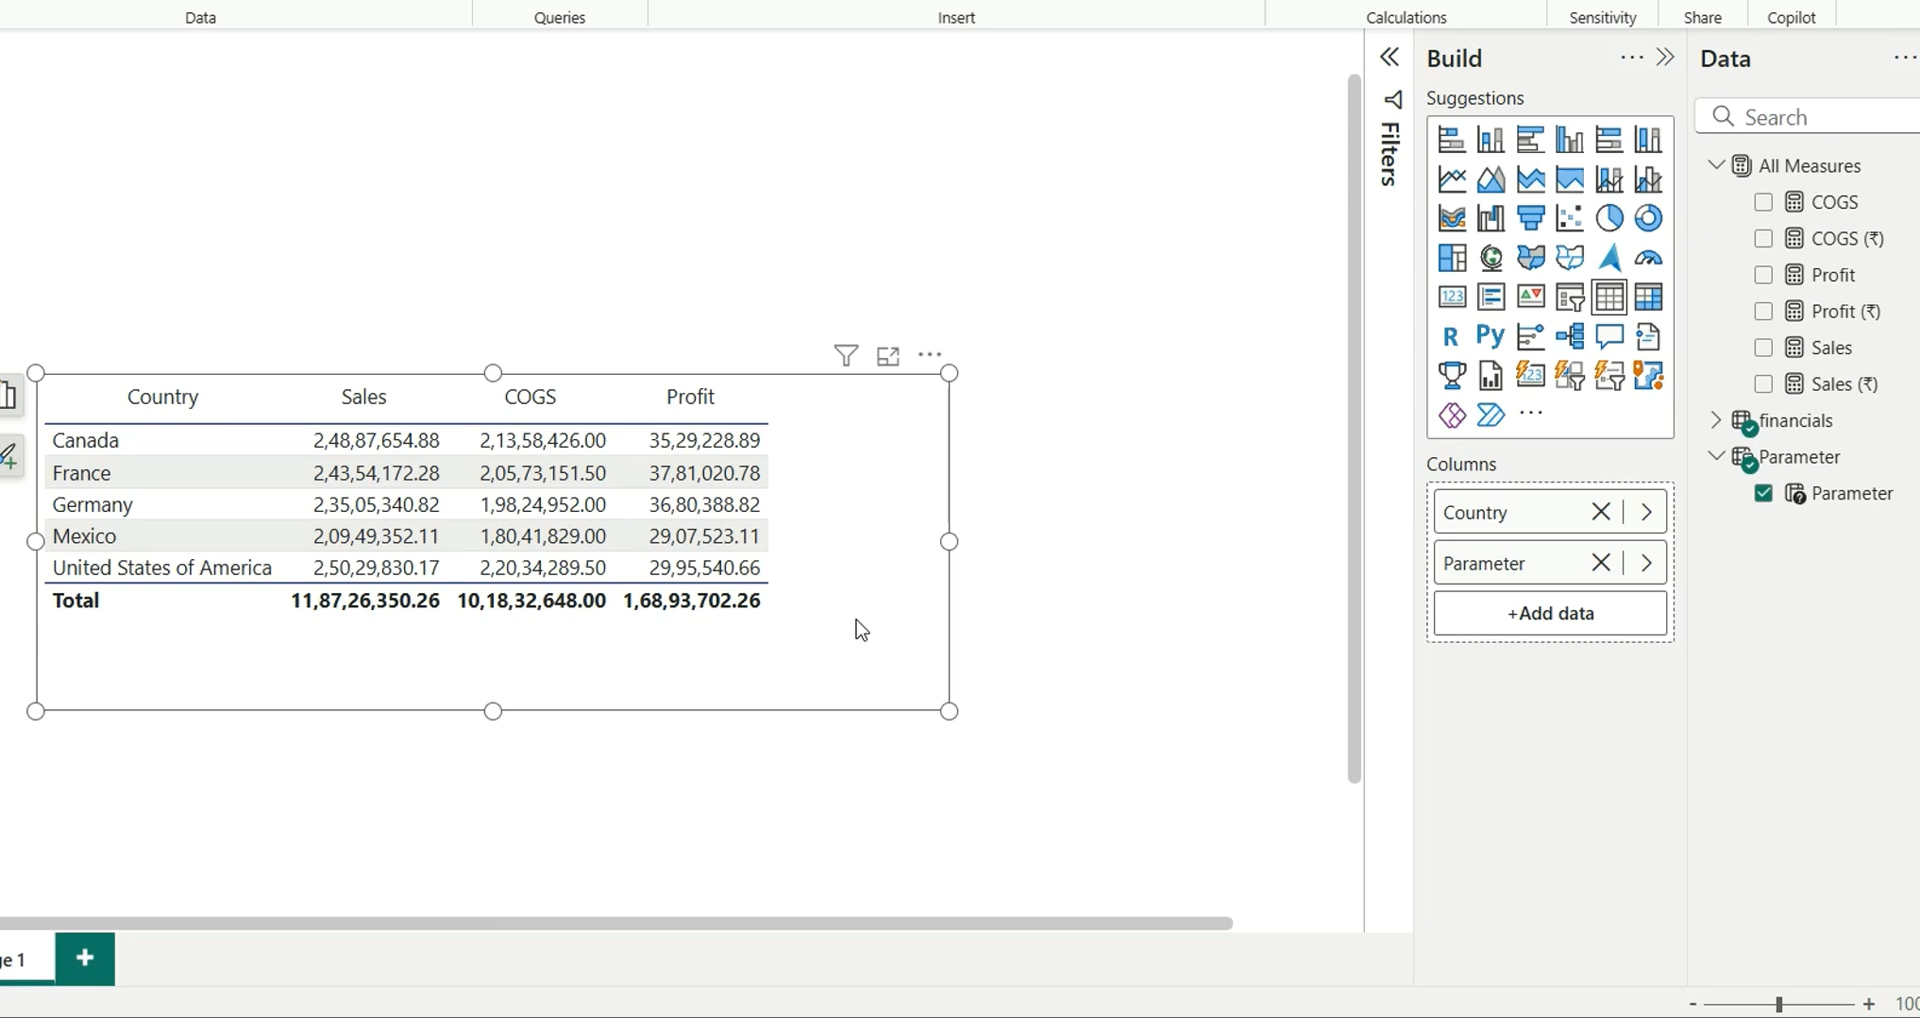 Data
Queries
Insert
Calculations
Sensitivity
Share
Copilot
Filters
Build
Suggestions
123
R
Py
123
Columns
Country
Parameter
+Add data
Data
Search
All Measures
COGS
COGS (₹)
Profit
Profit (₹)
Sales
Sales (₹)
financials
Parameter
Parameter
Country Sales COGS Profit
Canada 2,48,87,654.88 2,13,58,426.00 35,29,228.89
France 2,43,54,172.28 2,05,73,151.50 37,81,020.78
Germany 2,35,05,340.82 1,98,24,952.00 36,80,388.82
Mexico 2,09,49,352.11 1,80,41,829.00 29,07,523.11
United States of America 2,50,29,830.17 2,20,34,289.50 29,95,540.66
Total 11,87,26,350.26 10,18,32,648.00 1,68,93,702.26
ge 1
+
- + 100